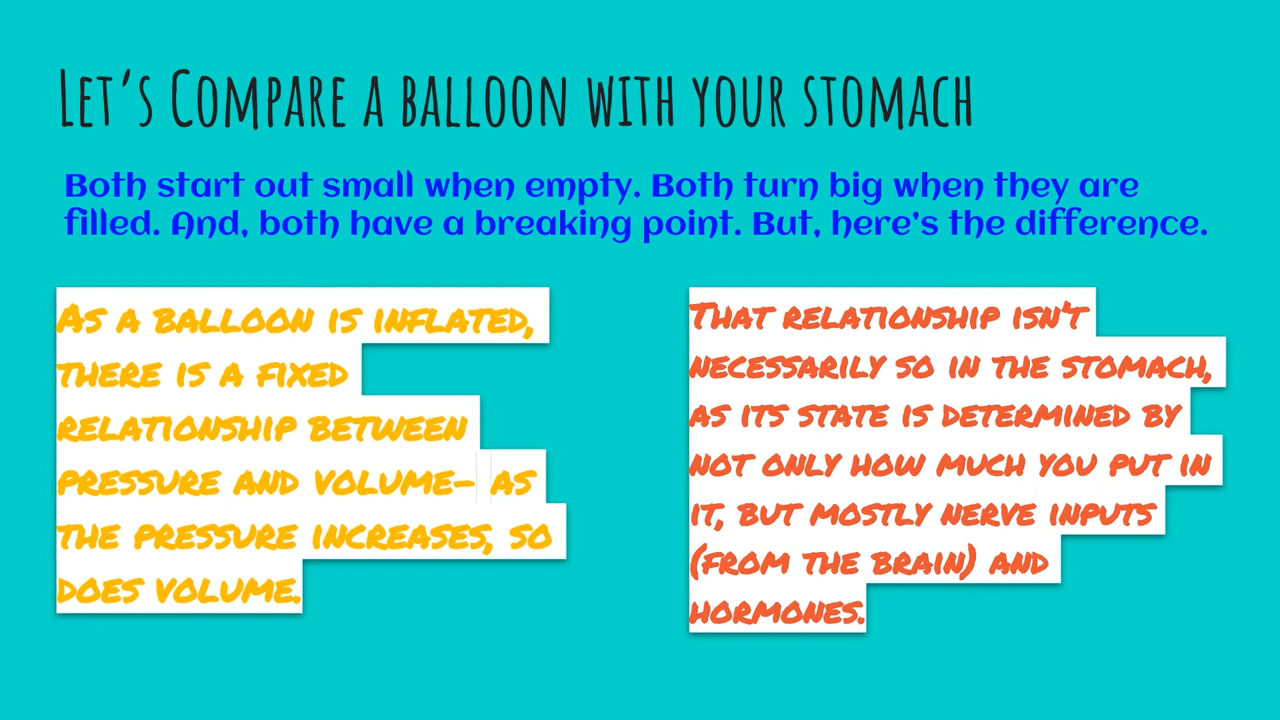 Let's Compare a balloon with your stomach
Both start out small when empty. Both turn big when they are
filled. And, both have a breaking point. But, here's the difference.
As a balloon is inflated,
there is a fixed
relationship between
pressure and volume- as
the pressure increases, so
does volume.
That relationship isn't
necessarily so in the stomach,
as its state is determined by
not only how much you put in
it, but mostly nerve inputs
(from the brain) and
hormones.